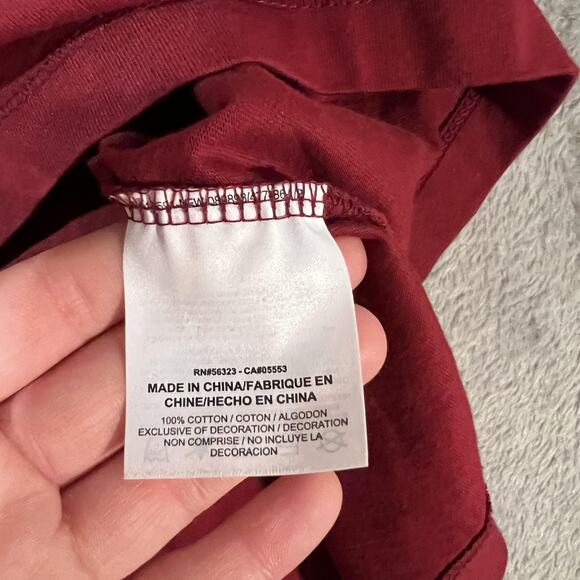 RN#56323 - CA#05553
MADE IN CHINA/FABRIQUE EN
CHINE/HECHO EN CHINA
100% COTTON / COTON / ALGODON
EXCLUSIVE OF DECORATION / DECORATION
NON COMPRISE / NO INCLUYE LA
DECORACION